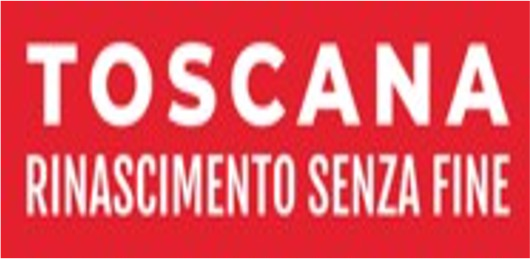 TOSCANA
RINASCIMENTO SENZA FINE